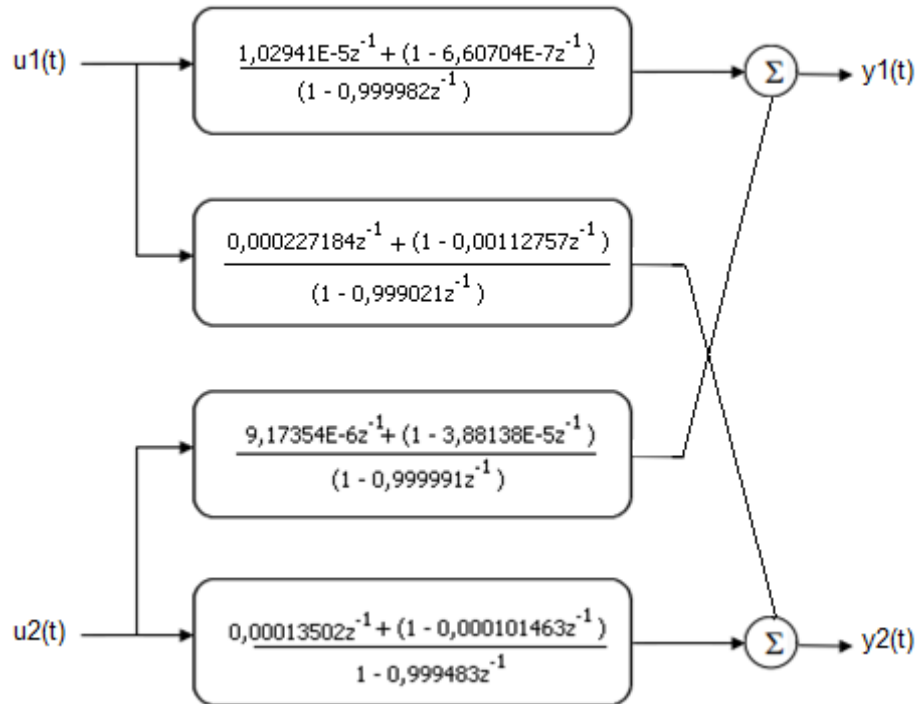 u1(t)
1,02941E-5z⁻¹ + (1 - 6,60704E-7z⁻¹)
(1 - 0,999982z⁻¹)
Σ
y1(t)
0,000227184z⁻¹ + (1 - 0,00112757z⁻¹)
(1 - 0,999021z⁻¹)
9,17354E-6z⁻¹ + (1 - 3,88138E-5z⁻¹)
(1 - 0,999991z⁻¹)
u2(t)
0,00013502z⁻¹ + (1 - 0,000101463z⁻¹)
1 - 0,999483z⁻¹
Σ
y2(t)